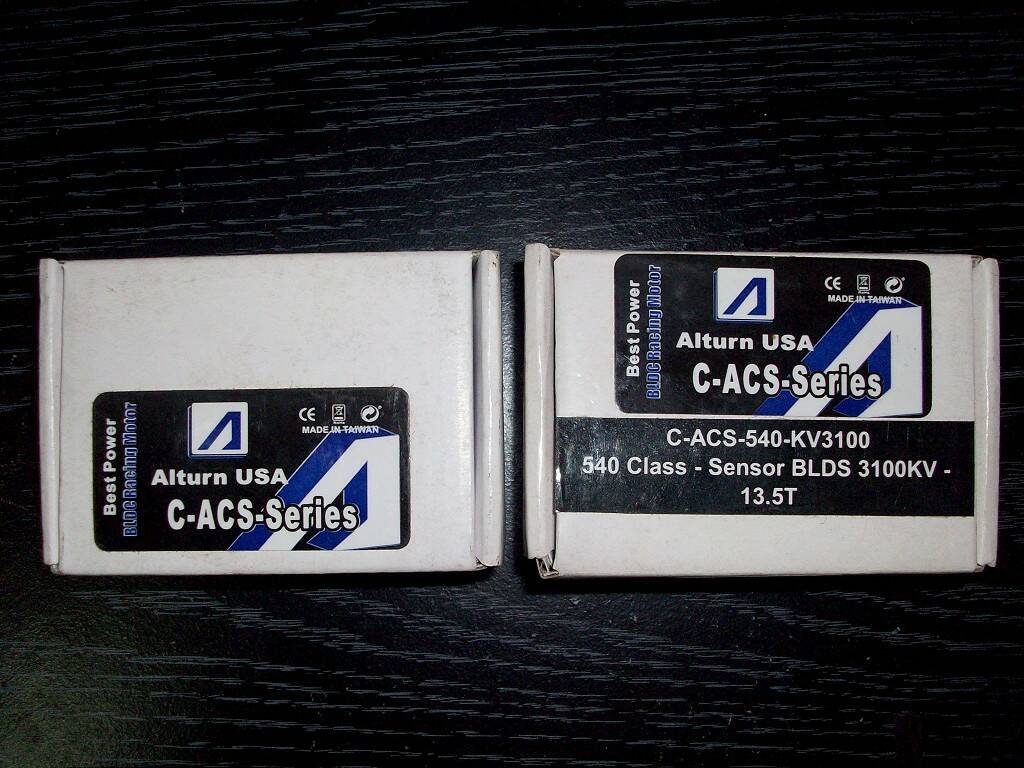 Best Power
BLDC Racing Motor
MADE IN TAIWAN
Alturn USA
C-ACS-Series
Best Power
BLDC Racing Motor
MADE IN TAIWAN
Alturn USA
C-ACS-Series
C-ACS-540-KV3100
540 Class - Sensor BLDS 3100KV -
13.5T